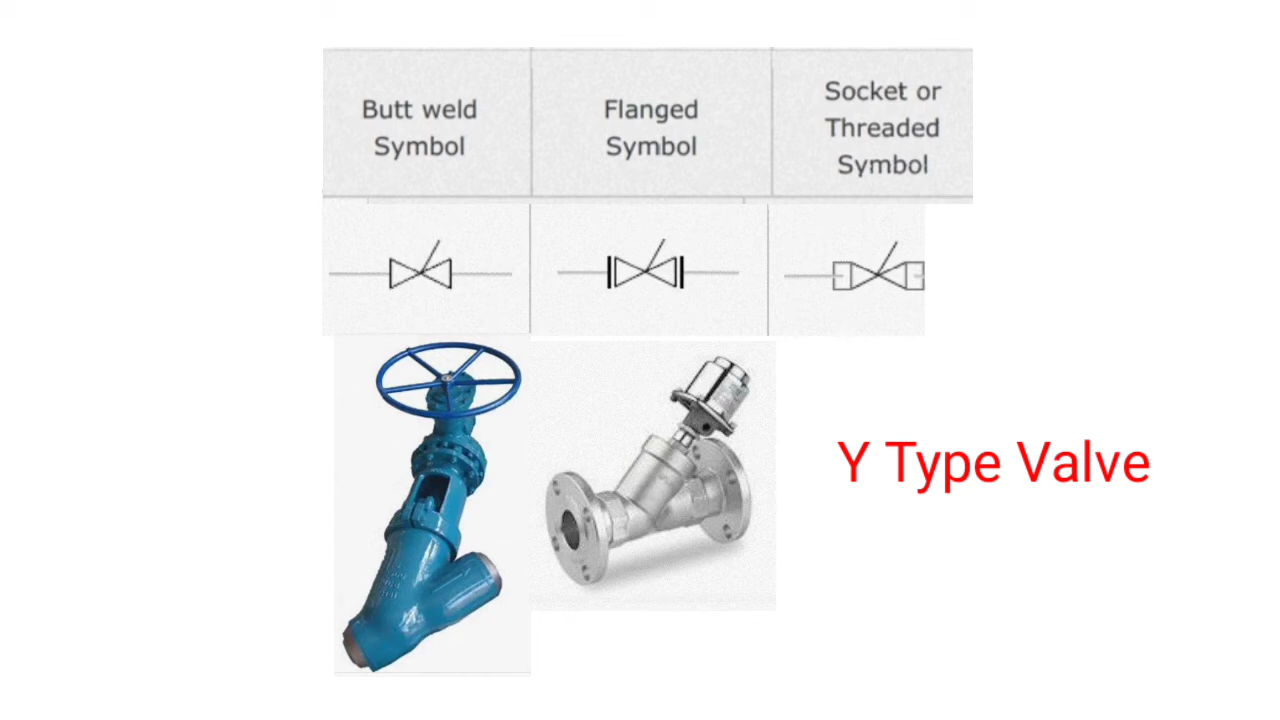 Butt weld
Symbol
Flanged
Symbol
Socket or
Threaded
Symbol
Y Type Valve